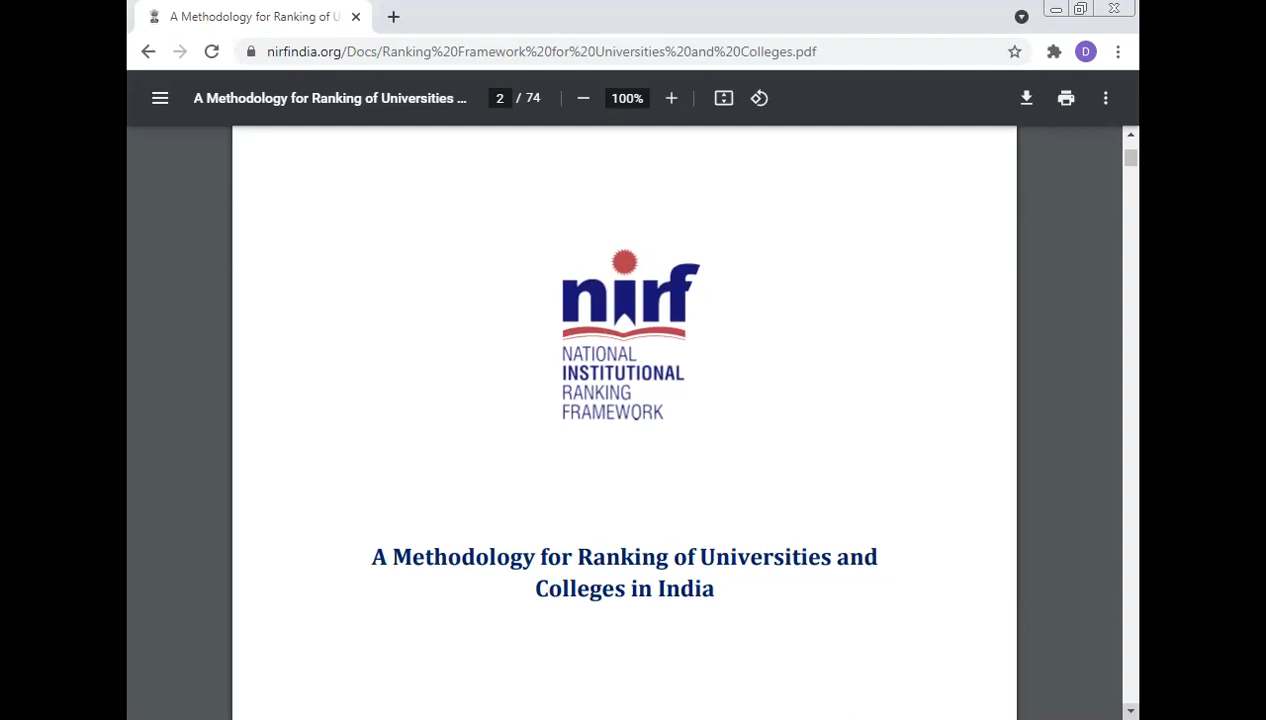 A Methodology for Ranking of U
nirfindia.org/Docs/Ranking%20Framework%20for%20Universities%20and%20Colleges.pdf
D
A Methodology for Ranking of Universities ...
2 / 74
100%
nirf
NATIONAL
INSTITUTIONAL
RANKING
FRAMEWORK
A Methodology for Ranking of Universities and
Colleges in India